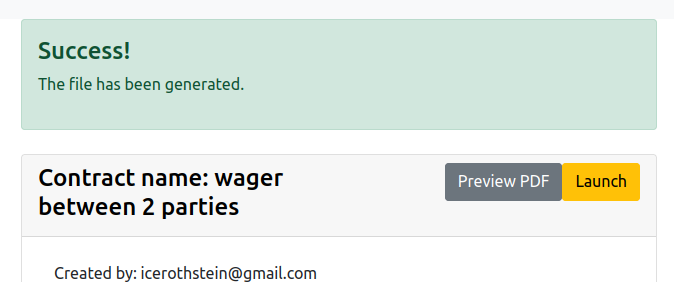 Success!
The file has been generated.
Contract name: wager
between 2 parties
Preview PDF
Launch
Created by: icerothstein@gmail.com